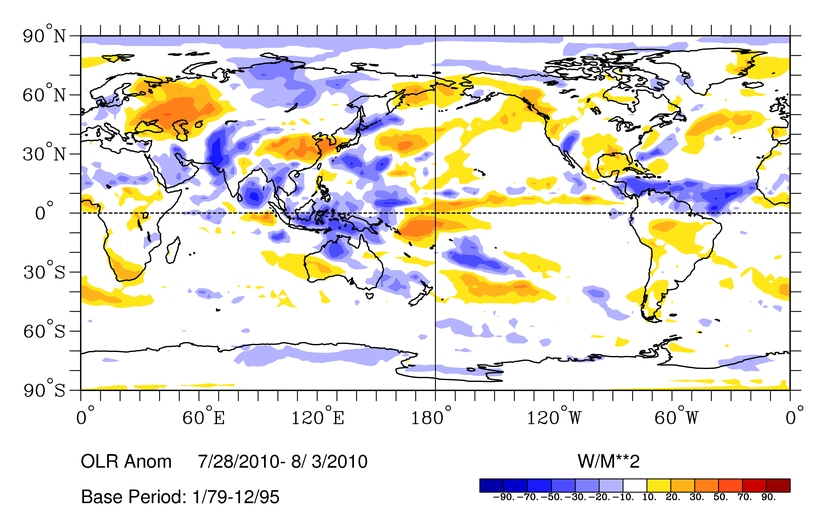 90°N
60°N
30°N
0°
30°S
60°S
90°S
0° 60°E 120°E 180° 120°W 60°W 0°
OLR Anom 7/28/2010- 8/ 3/2010 W/M**2
-90. -70. -50. -30. -20. -10. 10. 20. 30. 50. 70. 90.
Base Period: 1/79-12/95